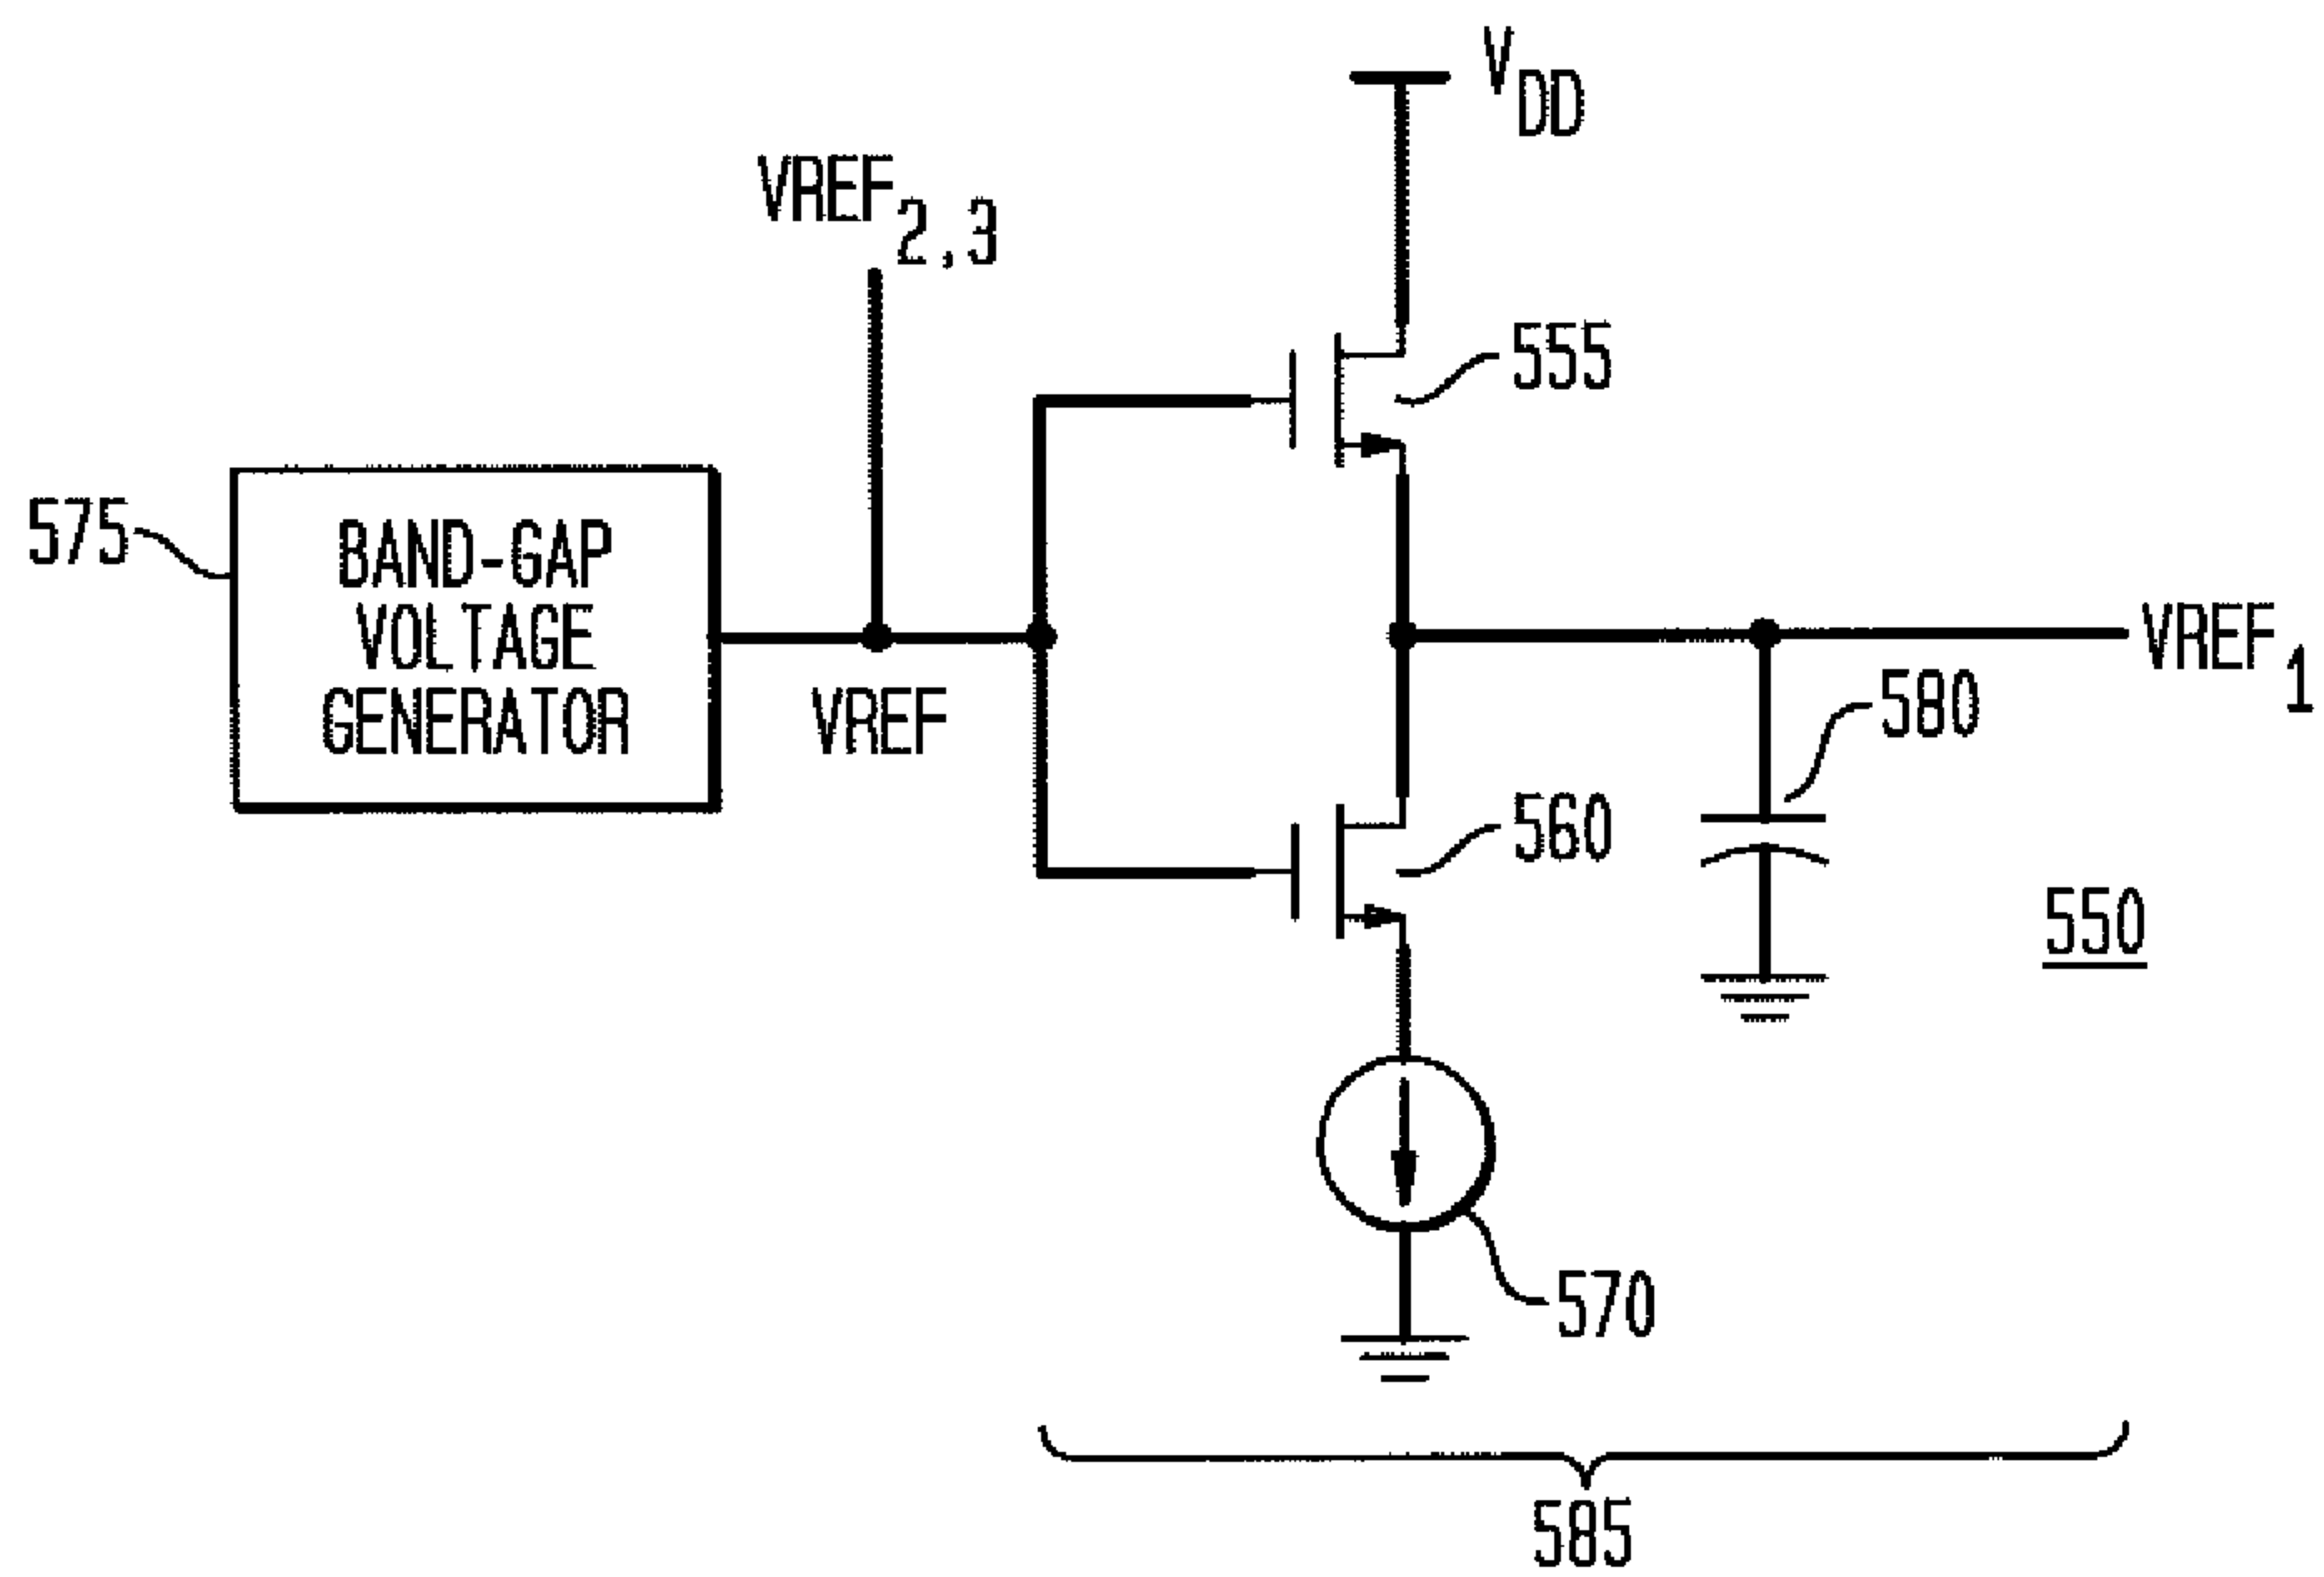 VDD
VREF2,3
555
575
BAND-GAP
VOLTAGE
GENERATOR
VREF
VREF1
580
560
550
570
585